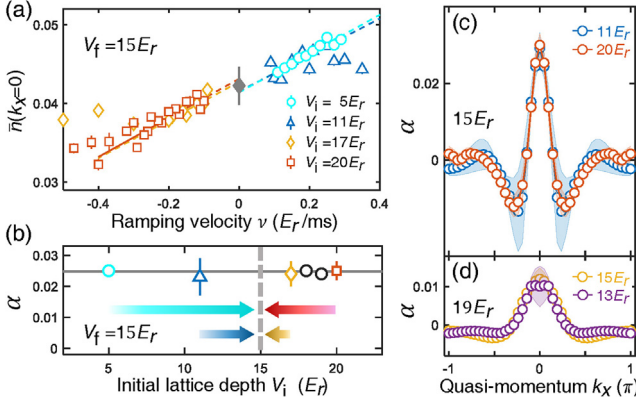 (a)
0.05
0.04
0.03
n̄(kₓ=0)
V_f =15E_r
V_i = 5E_r
V_i =11E_r
V_i =17E_r
V_i =20E_r
-0.4 -0.2 0 0.2 0.4
Ramping velocity ν (E_r/ms)
(b)
0.03
0.02
0.01
0
α
V_f =15E_r
5 10 15 20
Initial lattice depth V_i (E_r)
(c)
11E_r
20E_r
0.02
0
α
15E_r
(d)
15E_r
13E_r
0.01
0
α
19E_r
-1 -0.5 0 0.5 1
Quasi-momentum kₓ(π)